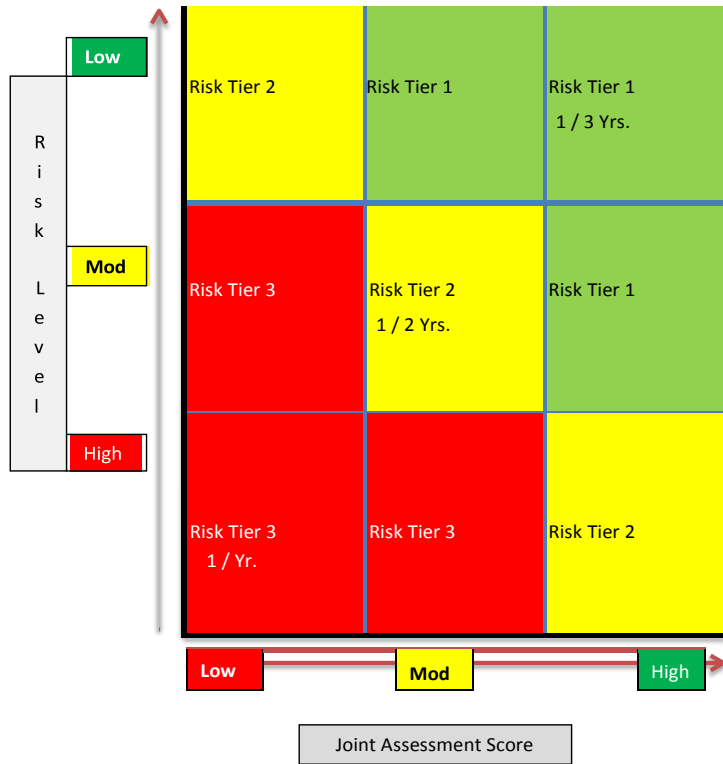 Low
Risk Tier 2
Risk Tier 1
Risk Tier 1
1 / 3 Yrs.
Risk Level
Mod
Risk Tier 3
Risk Tier 2
1 / 2 Yrs.
Risk Tier 1
High
Risk Tier 3
1 / Yr.
Risk Tier 3
Risk Tier 2
Low
Mod
High
Joint Assessment Score